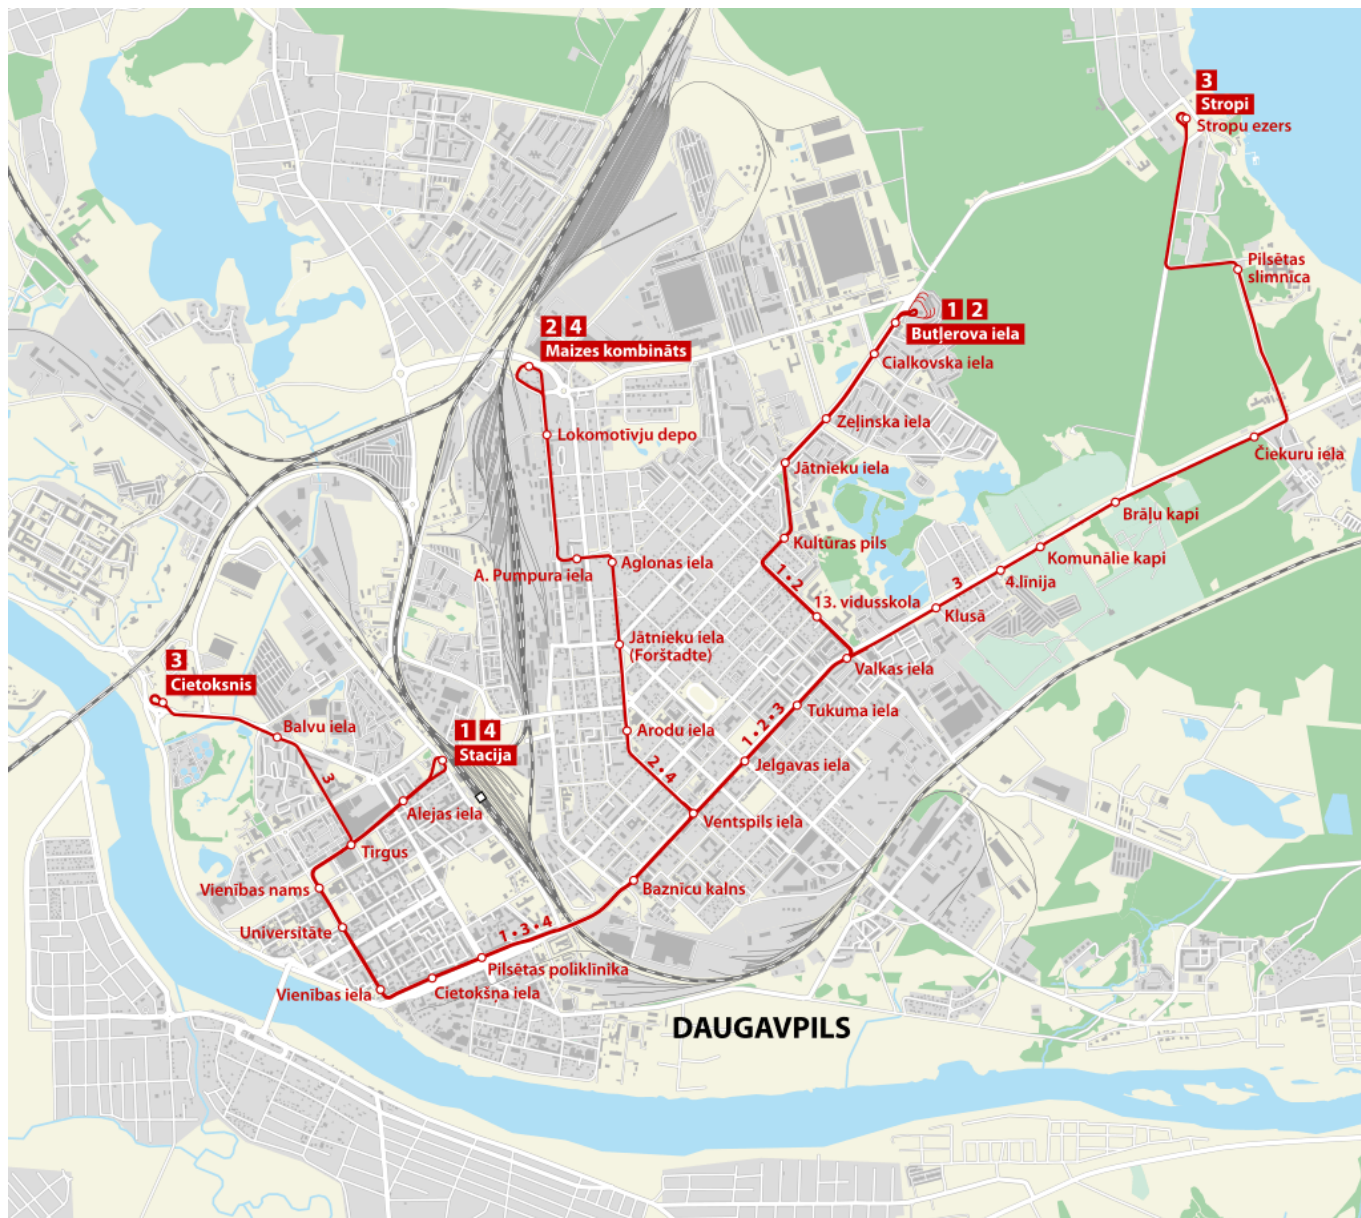 3
Stropi
Stropu ezers
Pilsētas
slimnīca
1 2
Butļerova iela
2 4
Maizes kombināts
Cialkovska iela
Zeļinska iela
Lokomotīvju depo
Čiekuru iela
Jātnieku iela
Brāļu kapi
Kultūras pils
Komunālie kapi
Aglonas iela
A. Pumpura iela
1 • 2
3
4.līnija
13. vidusskola
Klusā
Jātnieku iela
(Forštadte)
Valkas iela
3
Cietoksnis
Tukuma iela
Balvu iela
1 4
Stacija
Arodu iela
1 • 2 • 3
Jelgavas iela
2 • 4
3
Alejas iela
Ventspils iela
Tirgus
Vienības nams
Baznīcu kalns
Universitāte
1 • 3 • 4
Pilsētas poliklīnika
Vienības iela
Cietokšņa iela
DAUGAVPILS